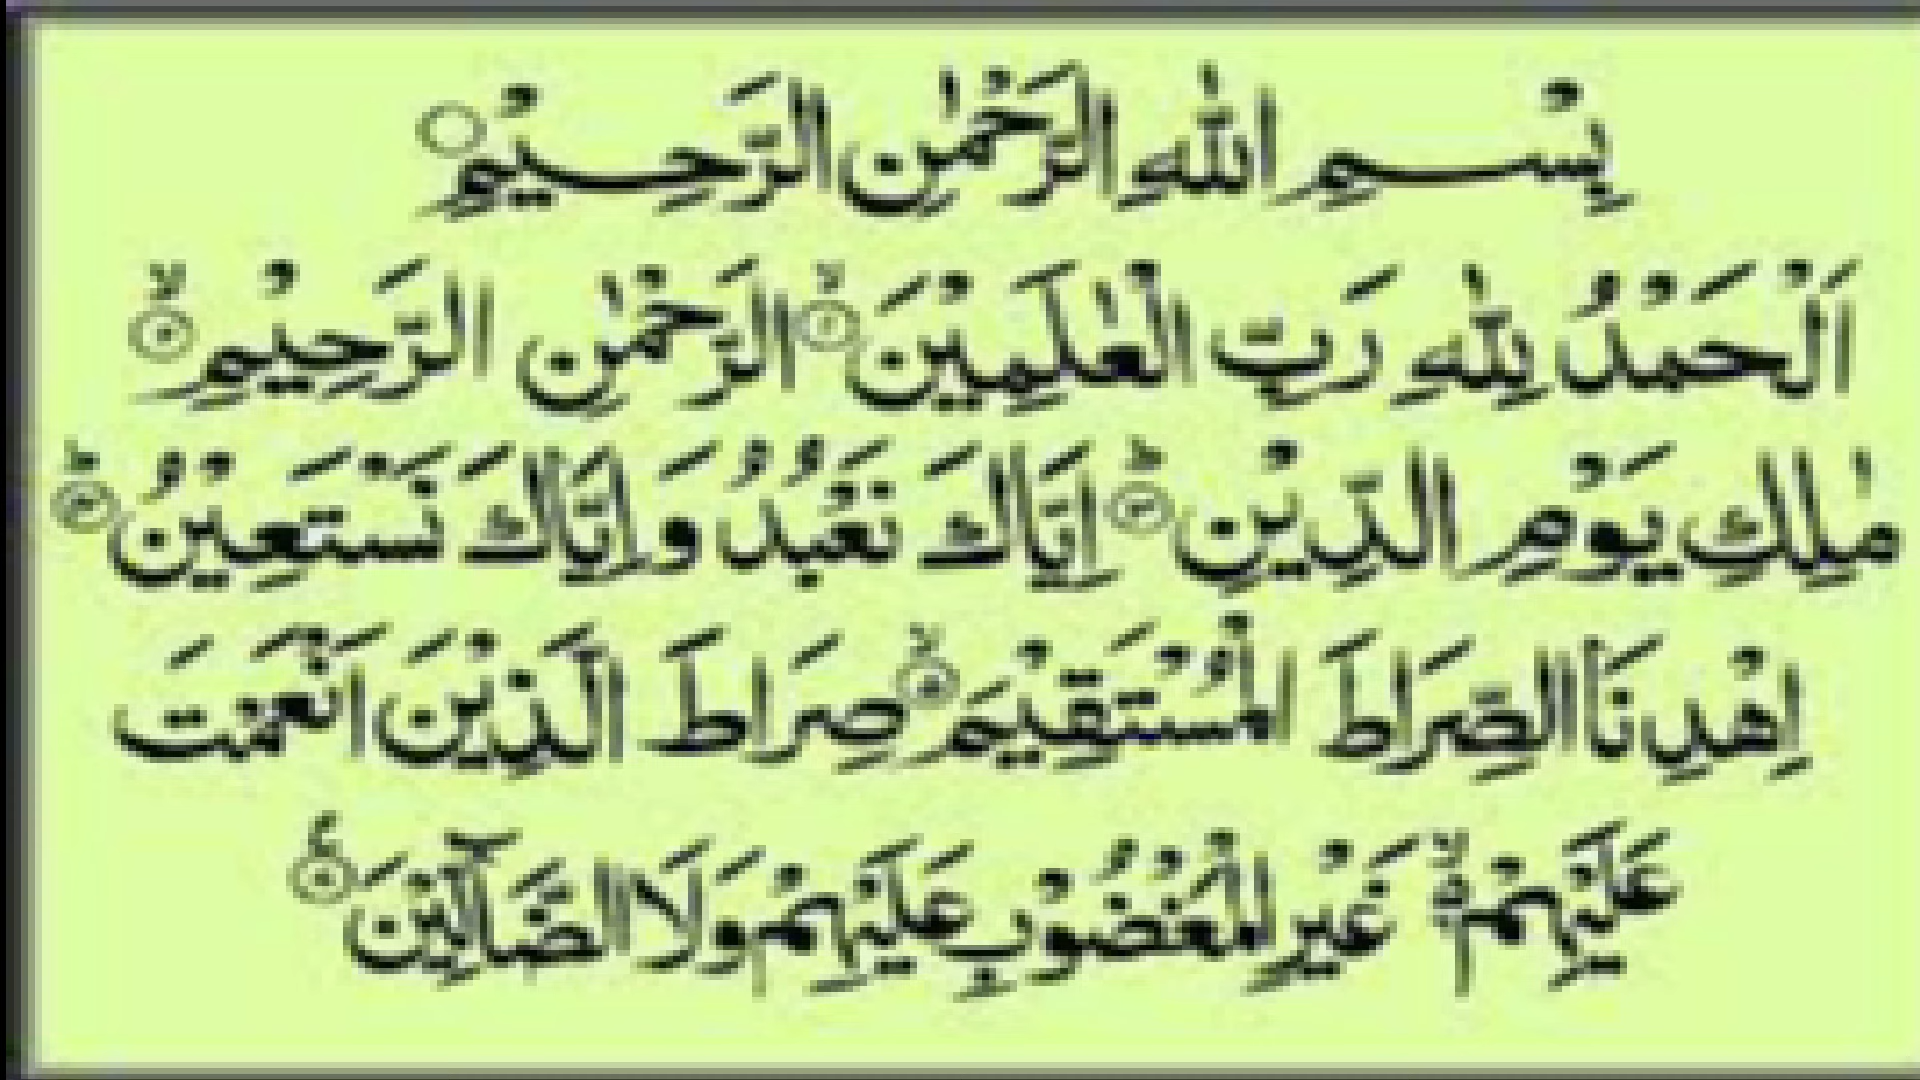 بِسْمِ اللّٰهِ الرَّحْمٰنِ الرَّحِيْمِ
اَلْحَمْدُ لِلّٰهِ رَبِّ الْعٰلَمِيْنَ ۙ الرَّحْمٰنِ الرَّحِيْمِ ۙ
مٰلِكِ يَوْمِ الدِّيْنِ ؕ اِيَّاكَ نَعْبُدُ وَاِيَّاكَ نَسْتَعِيْنُ ؕ
اِهْدِنَا الصِّرَاطَ الْمُسْتَقِيْمَ ۙ صِرَاطَ الَّذِيْنَ اَنْعَمْتَ
عَلَيْهِمْ ۙ غَيْرِ الْمَغْضُوْبِ عَلَيْهِمْ وَلَا الضَّآلِّيْنَ